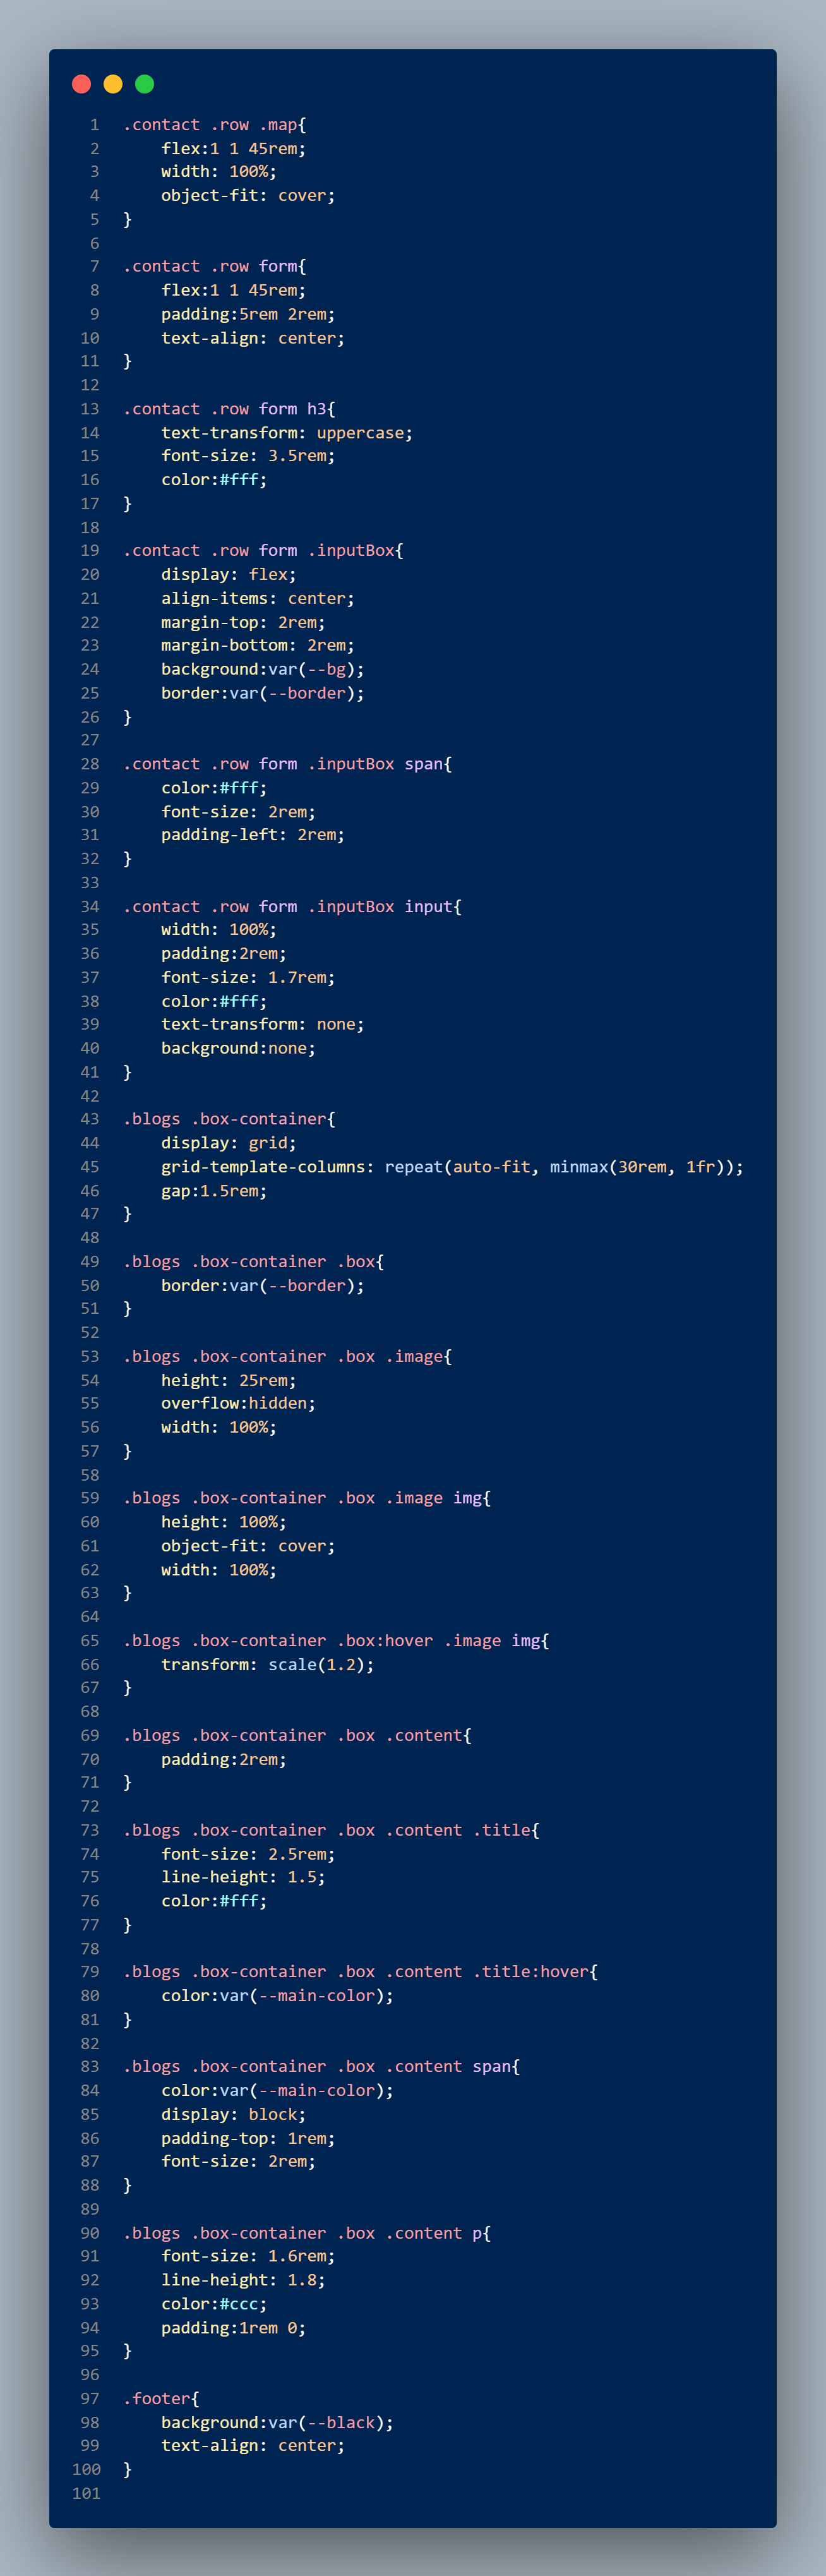 1 .contact .row .map{
2     flex:1 1 45rem;
3     width: 100%;
4     object-fit: cover;
5 }
6
7 .contact .row form{
8     flex:1 1 45rem;
9     padding:5rem 2rem;
10     text-align: center;
11 }
12
13 .contact .row form h3{
14     text-transform: uppercase;
15     font-size: 3.5rem;
16     color:#fff;
17 }
18
19 .contact .row form .inputBox{
20     display: flex;
21     align-items: center;
22     margin-top: 2rem;
23     margin-bottom: 2rem;
24     background:var(--bg);
25     border:var(--border);
26 }
27
28 .contact .row form .inputBox span{
29     color:#fff;
30     font-size: 2rem;
31     padding-left: 2rem;
32 }
33
34 .contact .row form .inputBox input{
35     width: 100%;
36     padding:2rem;
37     font-size: 1.7rem;
38     color:#fff;
39     text-transform: none;
40     background:none;
41 }
42
43 .blogs .box-container{
44     display: grid;
45     grid-template-columns: repeat(auto-fit, minmax(30rem, 1fr));
46     gap:1.5rem;
47 }
48
49 .blogs .box-container .box{
50     border:var(--border);
51 }
52
53 .blogs .box-container .box .image{
54     height: 25rem;
55     overflow:hidden;
56     width: 100%;
57 }
58
59 .blogs .box-container .box .image img{
60     height: 100%;
61     object-fit: cover;
62     width: 100%;
63 }
64
65 .blogs .box-container .box:hover .image img{
66     transform: scale(1.2);
67 }
68
69 .blogs .box-container .box .content{
70     padding:2rem;
71 }
72
73 .blogs .box-container .box .content .title{
74     font-size: 2.5rem;
75     line-height: 1.5;
76     color:#fff;
77 }
78
79 .blogs .box-container .box .content .title:hover{
80     color:var(--main-color);
81 }
82
83 .blogs .box-container .box .content span{
84     color:var(--main-color);
85     display: block;
86     padding-top: 1rem;
87     font-size: 2rem;
88 }
89
90 .blogs .box-container .box .content p{
91     font-size: 1.6rem;
92     line-height: 1.8;
93     color:#ccc;
94     padding:1rem 0;
95 }
96
97 .footer{
98     background:var(--black);
99     text-align: center;
100 }
101